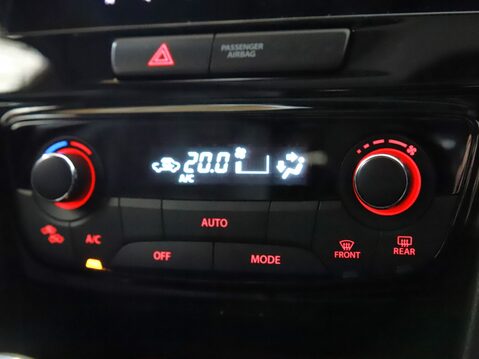 PASSENGER
AIRBAG
20.0
A/C
AUTO
A/C
OFF
MODE
FRONT
REAR